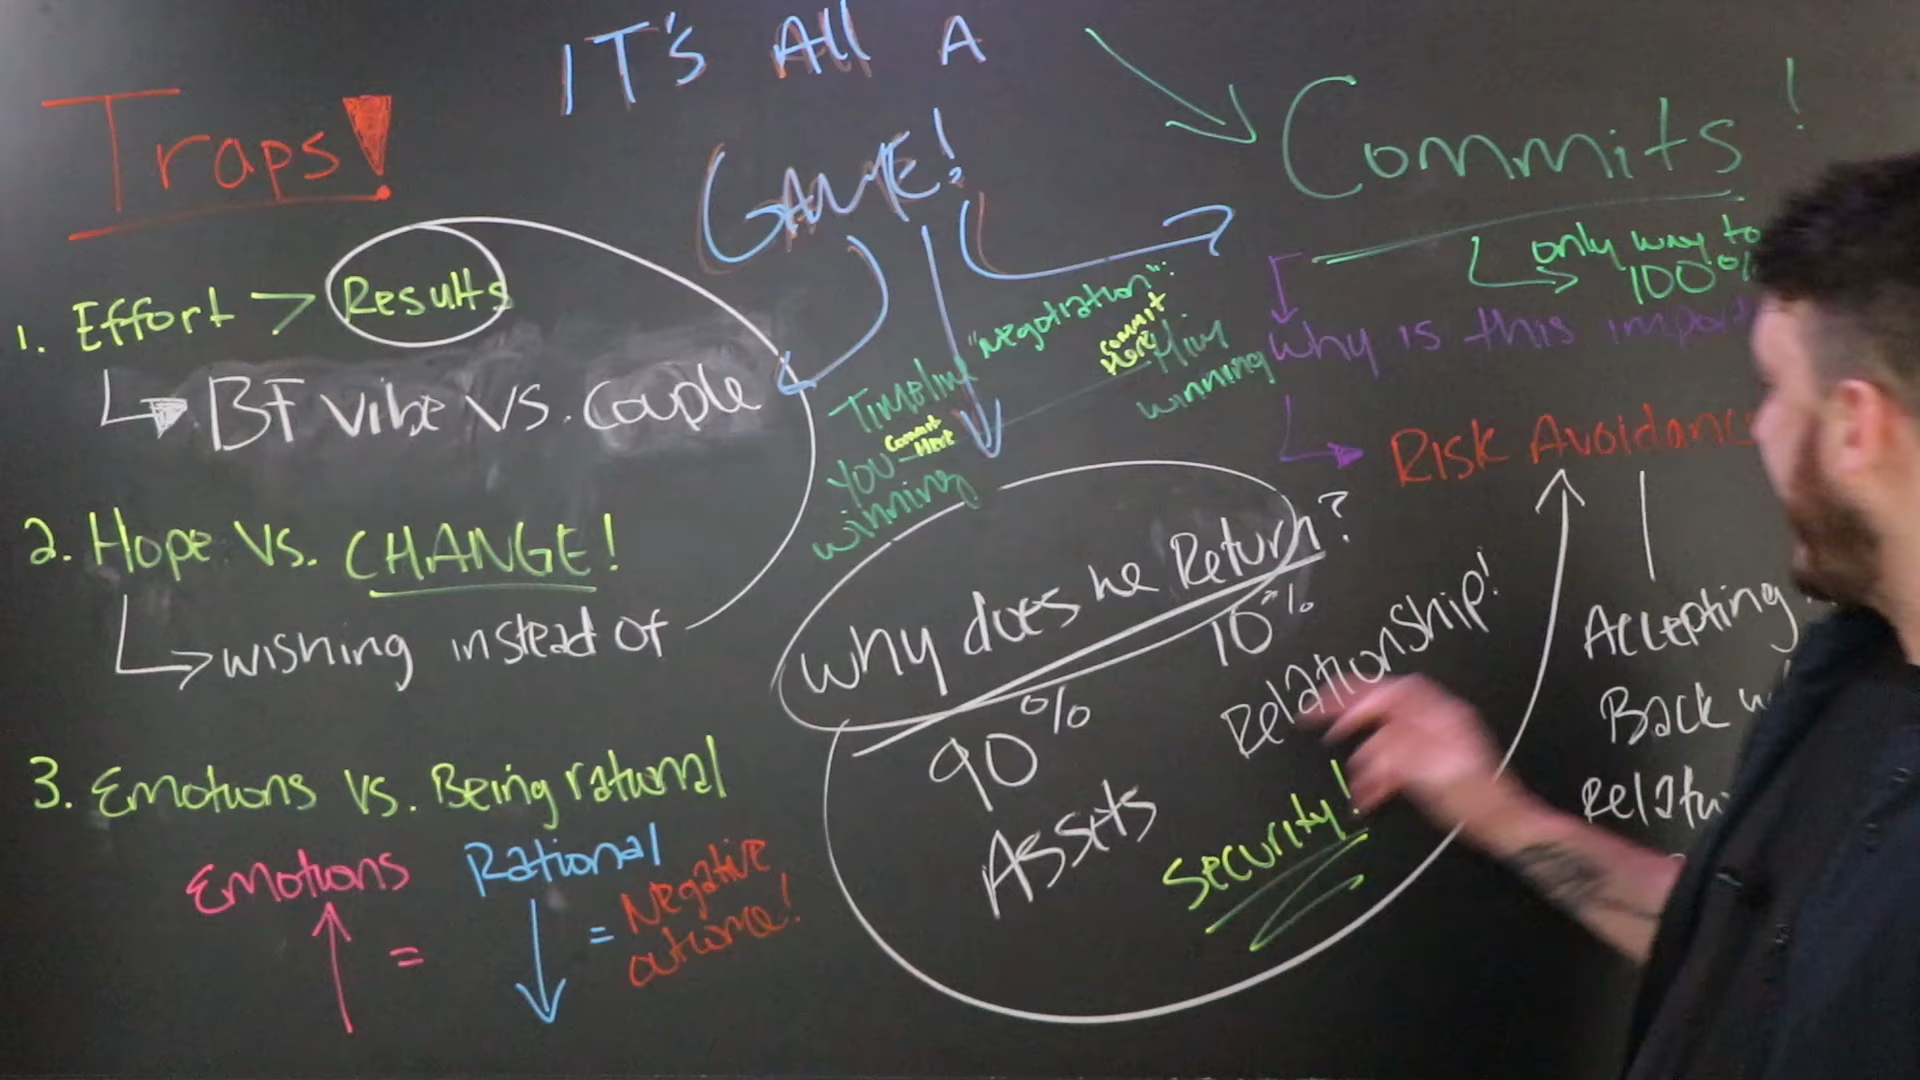 IT's All A
GAME!
Traps!
1. Effort > Results
BF vibe vs. couple
2. Hope vs. CHANGE!
wishing instead of
3. Emotions vs. Being rational
Emotions = Rational = Negative
outcome!
Timeline "negotiation":
You winning
Commit Here
Him winning
commit Here
why does he Return?
90% 10%
Assets
Relationship!
Security!
Commits!
only way to
100%
why is this
Risk
Accepting
Back